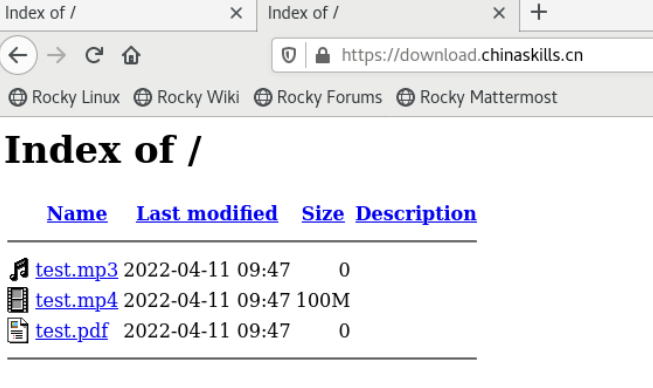 Index of / × Index of / × +
https://download.chinaskills.cn
Rocky Linux Rocky Wiki Rocky Forums Rocky Mattermost
Index of /
Name Last modified Size Description
test.mp3 2022-04-11 09:47 0
test.mp4 2022-04-11 09:47 100M
test.pdf 2022-04-11 09:47 0